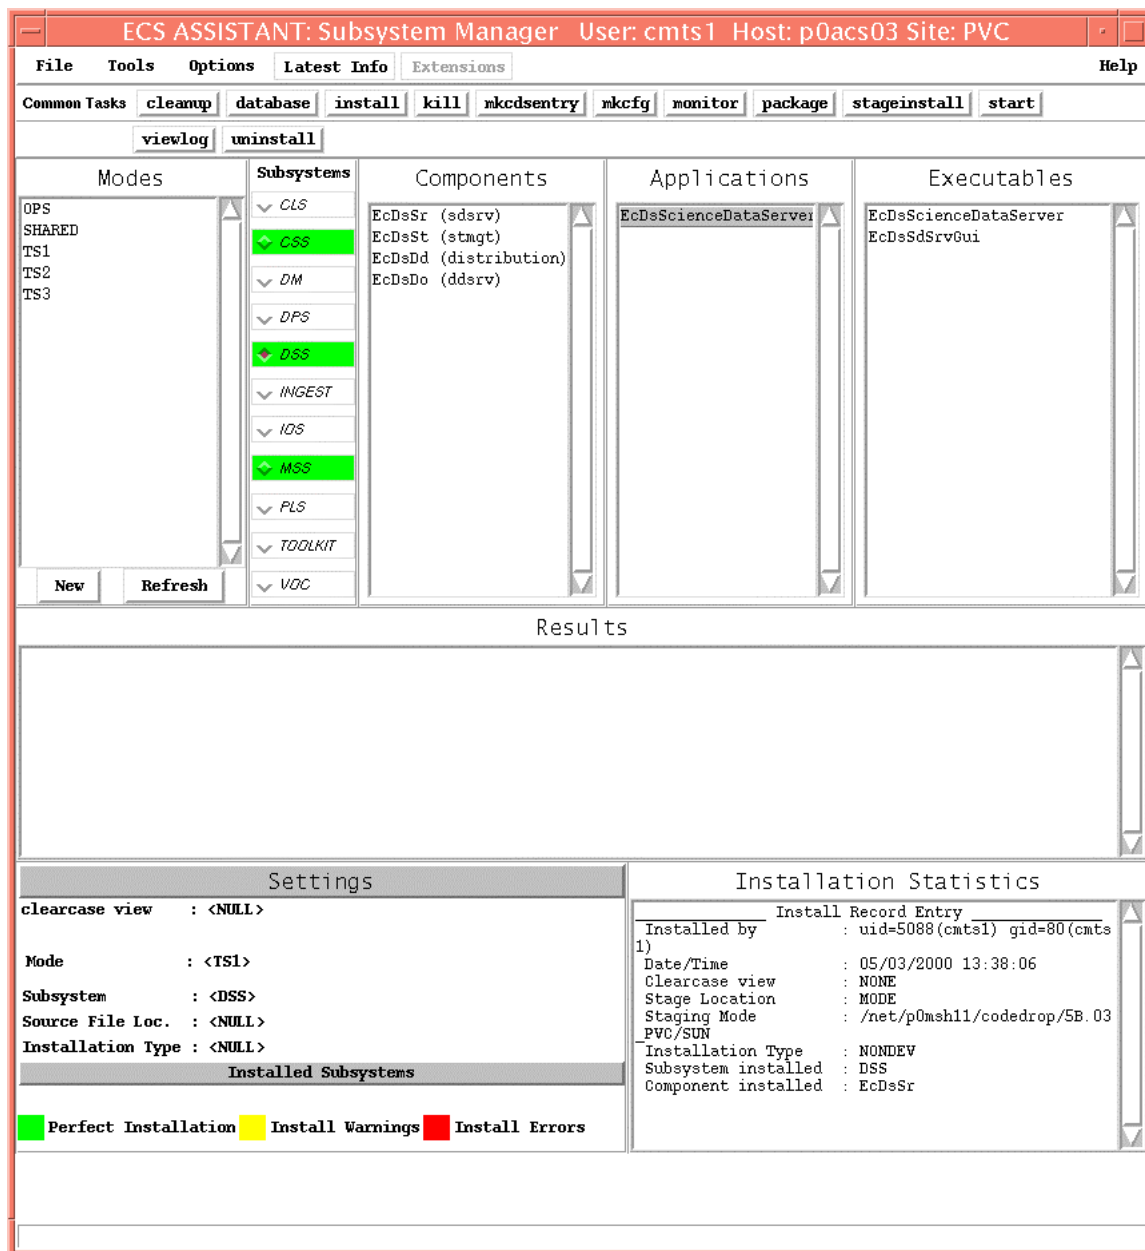 ECS ASSISTANT: Subsystem Manager User: cmts1 Host: p0acs03 Site: PVC
File Tools Options Latest Info Extensions Help
Common Tasks cleanup database install kill mkcdsentry mkcfg monitor package stageinstall start
viewlog uninstall
Modes
OPS
SHARED
TS1
TS2
TS3
New Refresh
Subsystems
CLS
CSS
DM
DPS
DSS
INGEST
IOS
MSS
PLS
TOOLKIT
VOC
Components
EcDsSr (sdsrv)
EcDsSt (stmgt)
EcDsDd (distribution)
EcDsDo (ddsrv)
Applications
EcDsScienceDataServer
Executables
EcDsScienceDataServer
EcDsSdSrvGui
Results
Settings
clearcase view : <NULL>
Mode : <TS1>
Subsystem : <DSS>
Source File Loc. : <NULL>
Installation Type : <NULL>
Installed Subsystems
Perfect Installation Install Warnings Install Errors
Installation Statistics
____________ Install Record Entry ____________
Installed by : uid=5088(cmts1) gid=80(cmts
1)
Date/Time : 05/03/2000 13:38:06
Clearcase view : NONE
Stage Location : MODE
Staging Mode : /net/p0msh11/codedrop/5B.03
_PVC/SUN
Installation Type : NONDEV
Subsystem installed : DSS
Component installed : EcDsSr